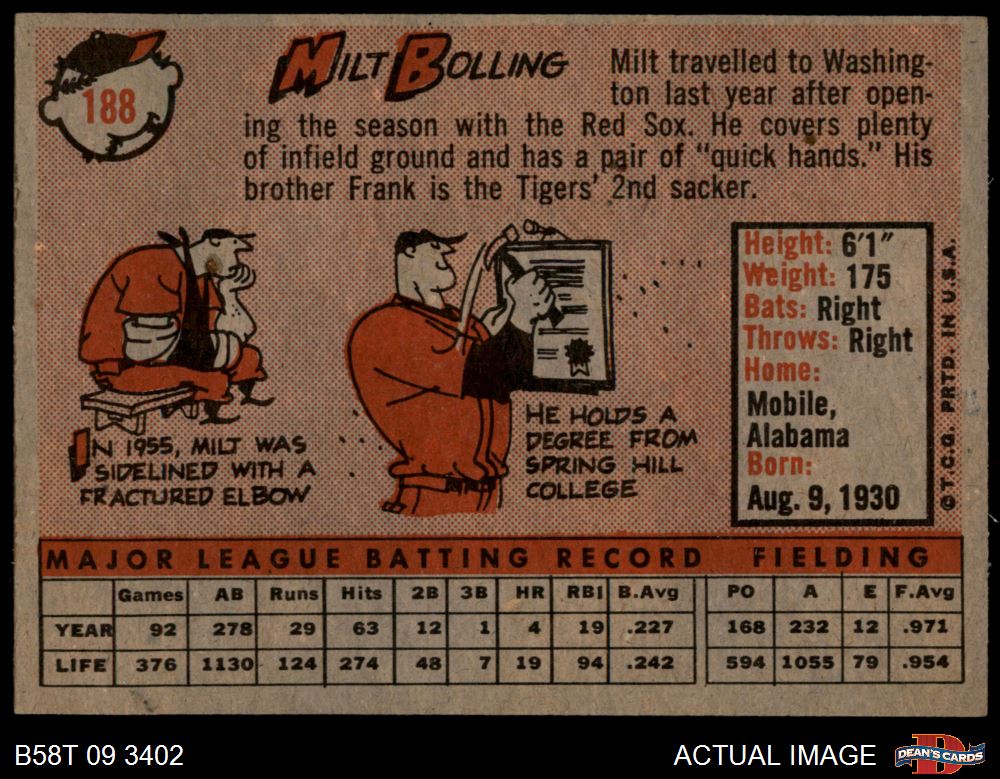 188
MILT BOLLING
Milt travelled to Washing-
ton last year after open-
ing the season with the Red Sox. He covers plenty
of infield ground and has a pair of "quick hands." His
brother Frank is the Tigers' 2nd sacker.
IN 1955, MILT WAS
SIDELINED WITH A
FRACTURED ELBOW
HE HOLDS A
DEGREE FROM
SPRING HILL
COLLEGE
Height: 6'1"
Weight: 175
Bats: Right
Throws: Right
Home:
Mobile,
Alabama
Born:
Aug. 9, 1930
© T.C.G. PRTD. IN U.S.A.
MAJOR LEAGUE BATTING RECORD FIELDING
Games AB Runs Hits 2B 3B HR RBI B.Avg PO A E F.Avg
YEAR 92 278 29 63 12 1 4 19 .227 168 232 12 .971
LIFE 376 1130 124 274 48 7 19 94 .242 594 1055 79 .954
B58T 09 3402
ACTUAL IMAGE
DEAN'S CARDS